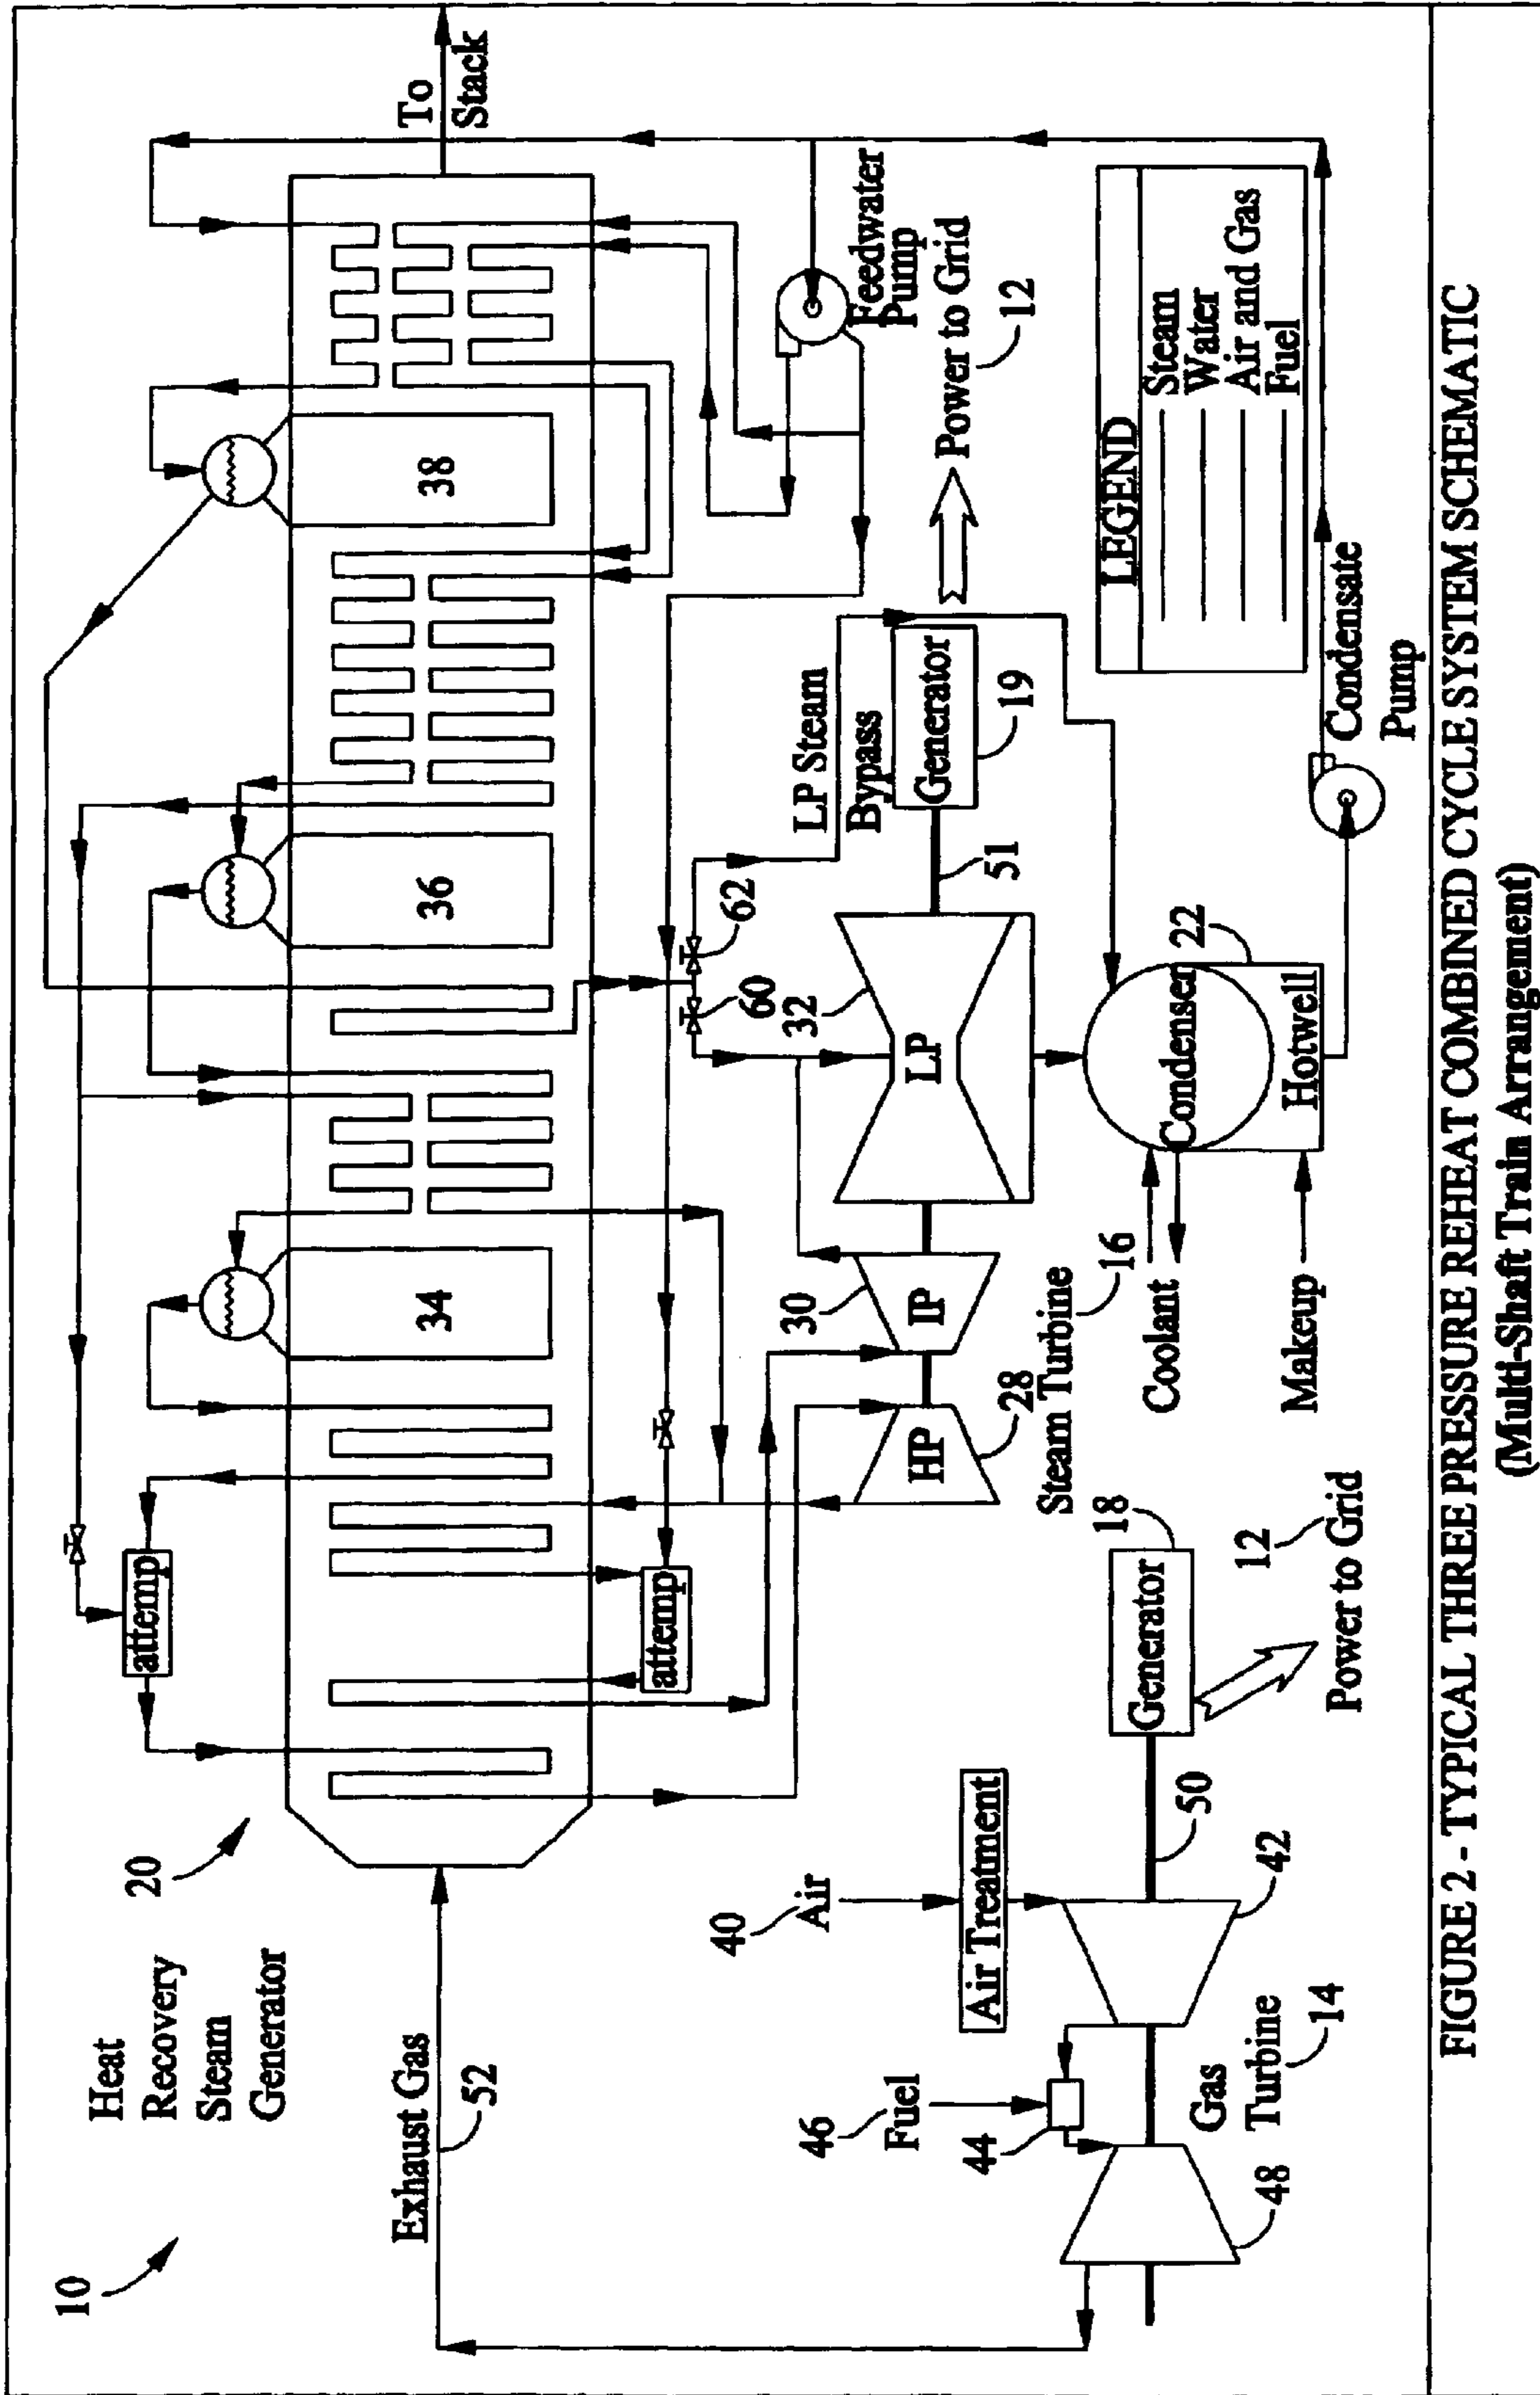 10
Heat
Recovery
Steam
Generator
20
Exhaust Gas
52
attemp
attemp
34
36
38
To
Stack
Feedwater
Pump
Power to Grid
12
LP Steam
Bypass
Generator
19
51
60
62
32
LP
30
IP
28
HP
Steam Turbine
16
Coolant
Makeup
Condenser
22
Hotwell
Condensate
Pump
LEGEND
Steam
Water
Air and Gas
Fuel
40
Air
Air Treatment
46
Fuel
44
48
42
50
Gas
Turbine
14
Generator
18
12
Power to Grid
FIGURE 2 - TYPICAL THREE PRESSURE REHEAT COMBINED CYCLE SYSTEM SCHEMATIC
(Multi-Shaft Train Arrangement)